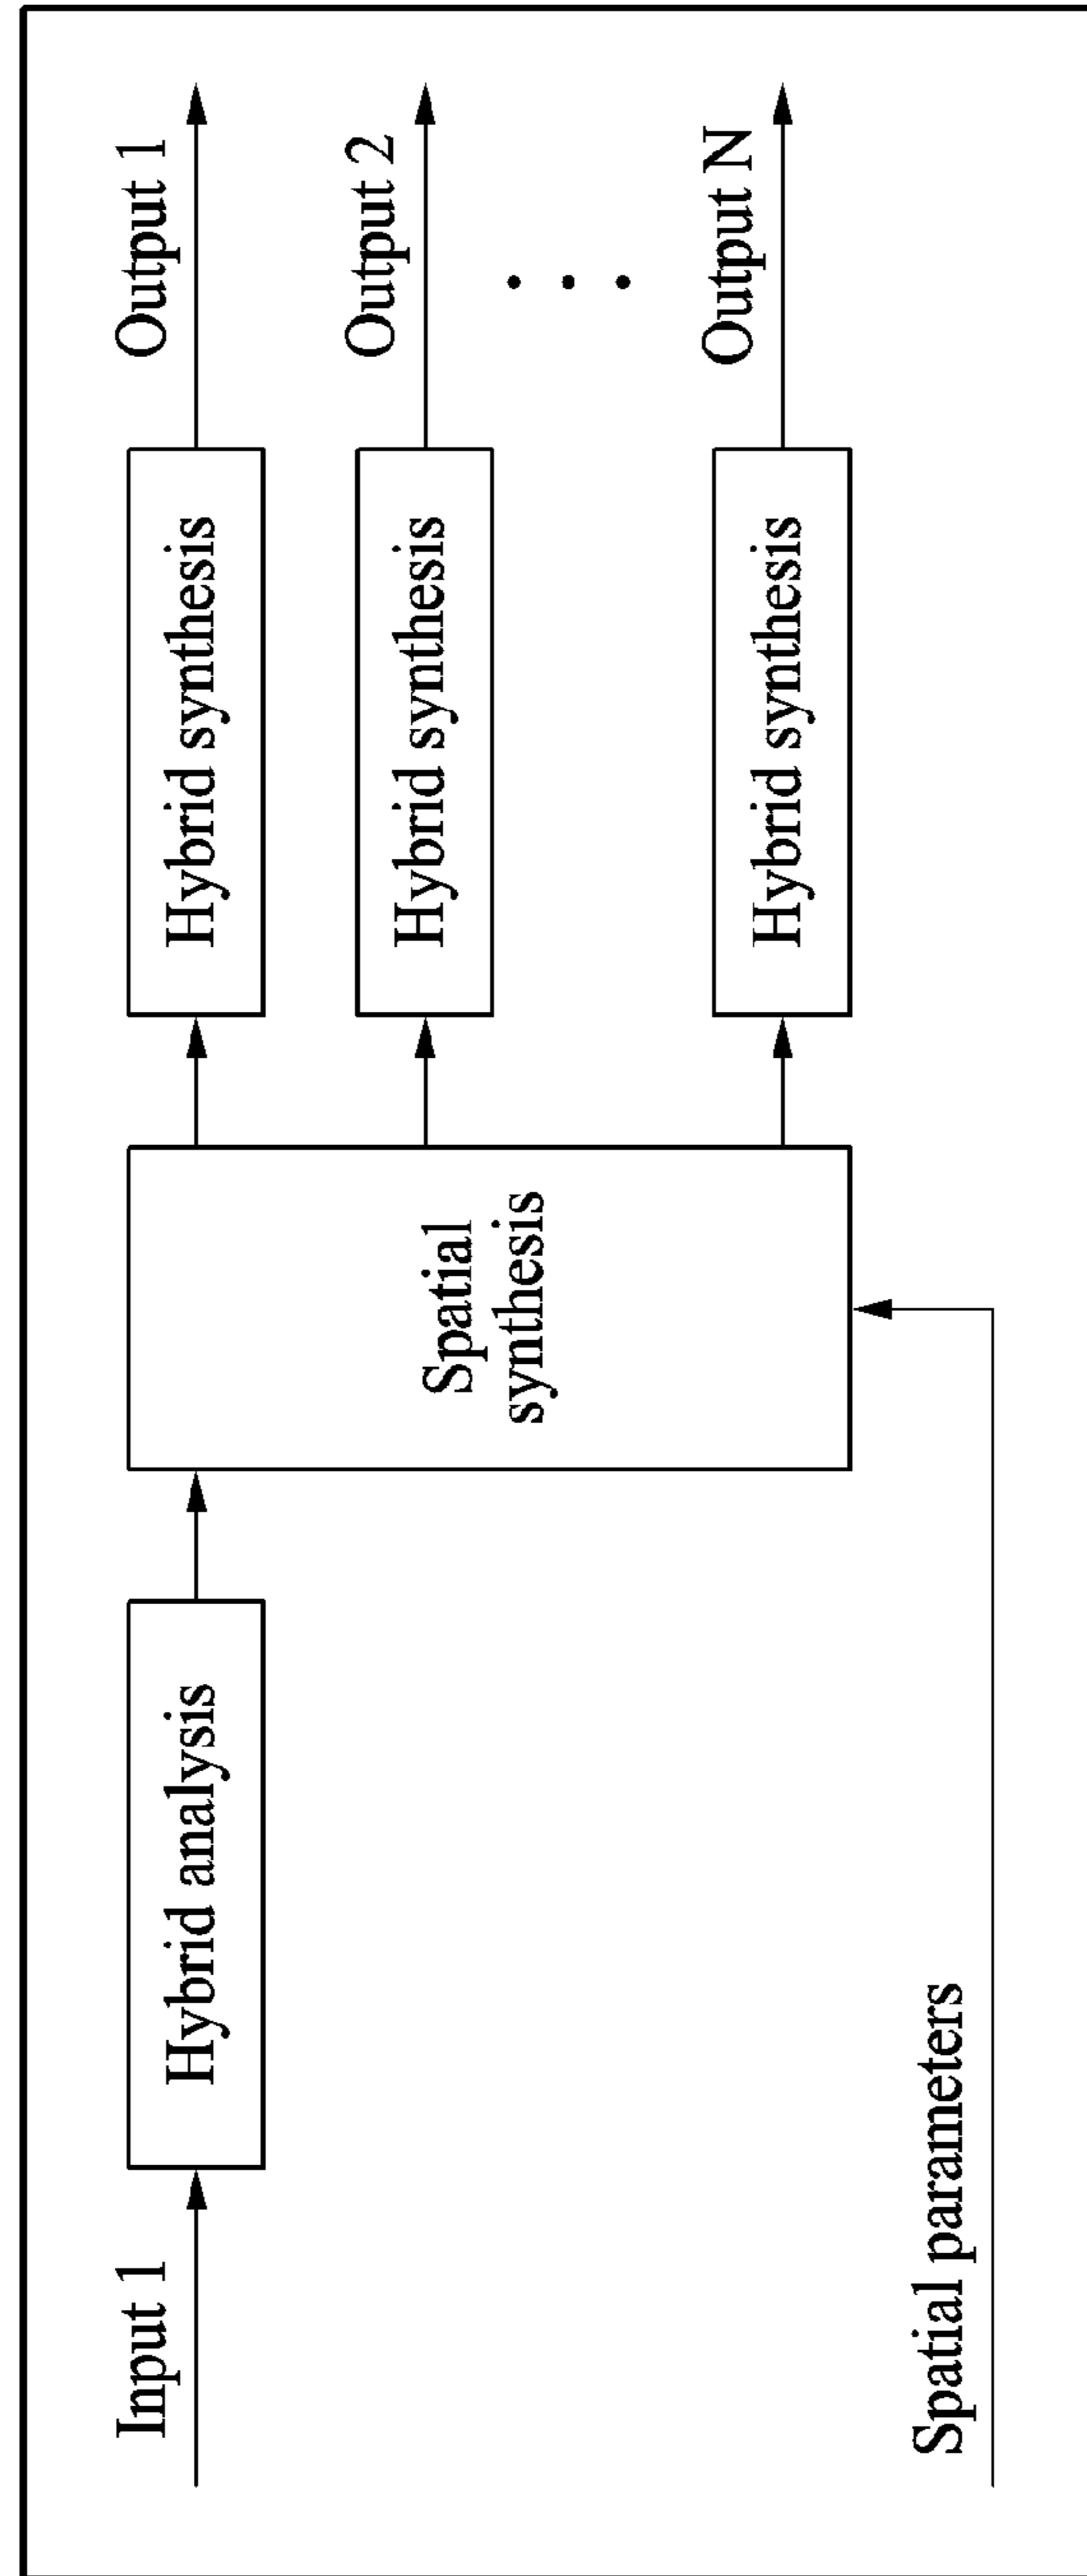 Input 1
Hybrid analysis
Spatial
synthesis
Hybrid synthesis
Output 1
Hybrid synthesis
Output 2
. . .
Hybrid synthesis
Output N
Spatial parameters